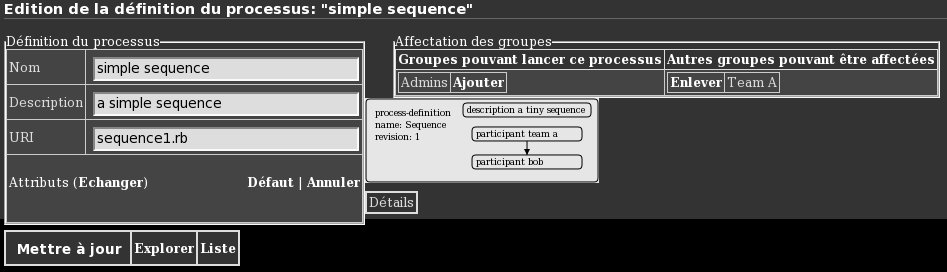 Edition de la définition du processus: "simple sequence"
Définition du processus
Nom simple sequence
Description a simple sequence
URI sequence1.rb
Attributs (Echanger) Défaut | Annuler
Affectation des groupes
Groupes pouvant lancer ce processus Autres groupes pouvant être affectées
Admins Ajouter Enlever Team A
process-definition
name: Sequence
revision: 1
description a tiny sequence
participant team a
participant bob
Détails
Mettre à jour Explorer Liste